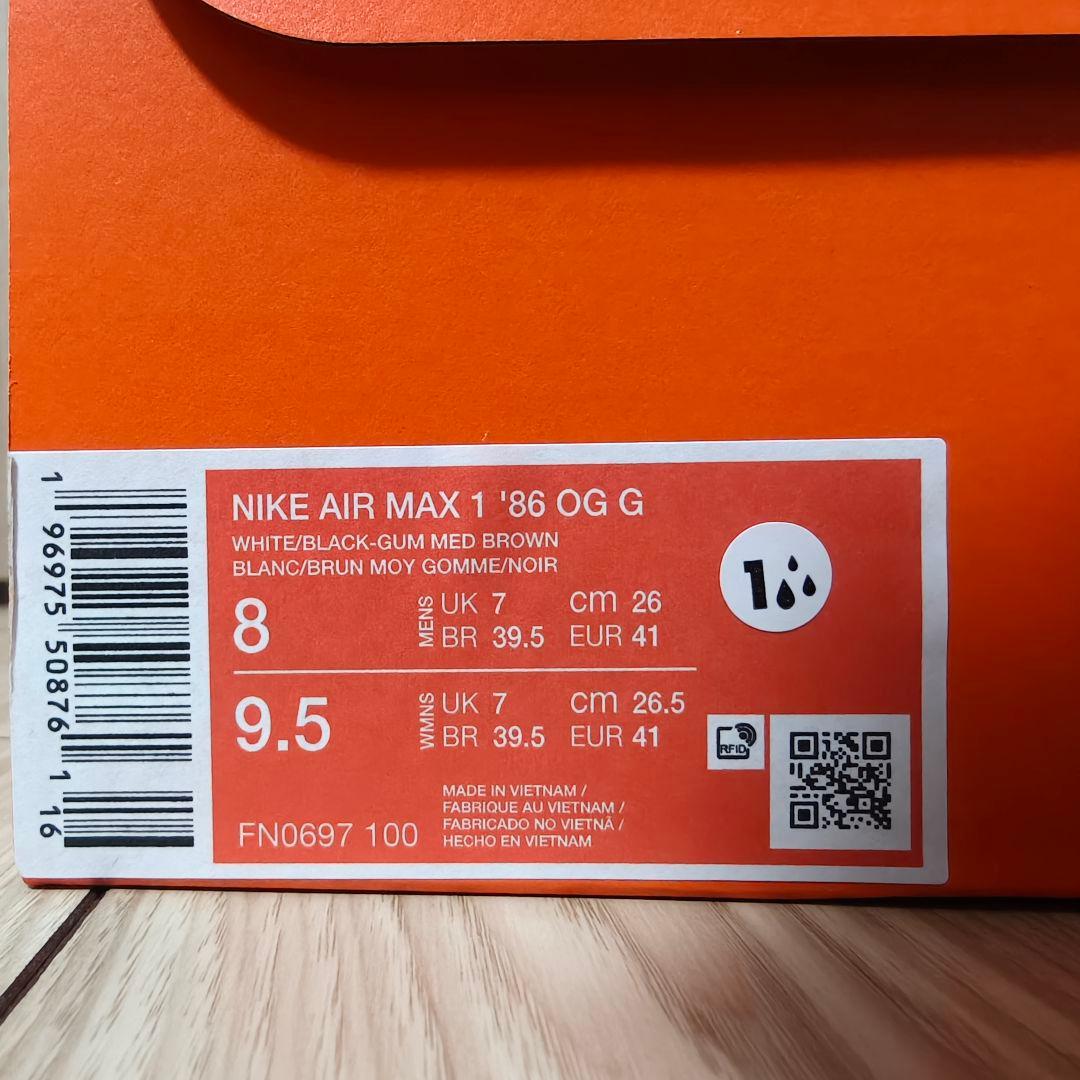 1 96975 50876 1 16
NIKE AIR MAX 1 '86 OG G
WHITE/BLACK-GUM MED BROWN
BLANC/BRUN MOY GOMME/NOIR
8 MENS UK 7 cm 26
BR 39.5 EUR 41
9.5 WMNS UK 7 cm 26.5
BR 39.5 EUR 41
FN0697 100
MADE IN VIETNAM /
FABRIQUE AU VIETNAM /
FABRICADO NO VIETNÃ /
HECHO EN VIETNAM
1
RFID